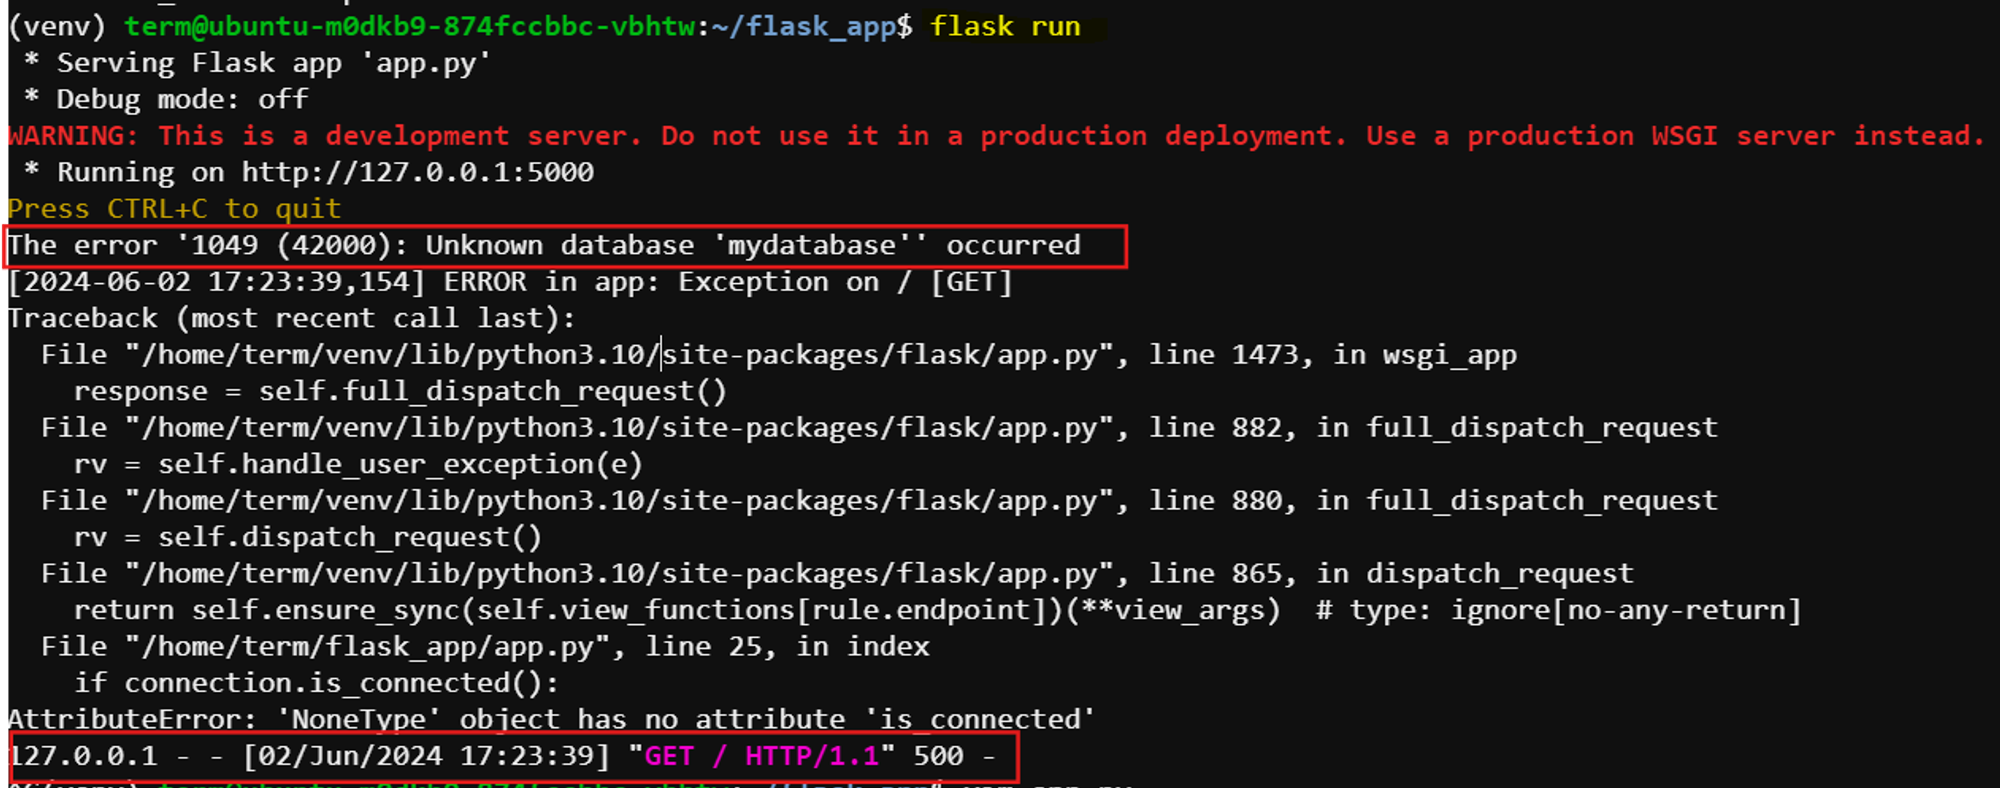 (venv) term@ubuntu-m0dkb9-874fccbbc-vbhtw:~/flask_app$ flask run
 * Serving Flask app 'app.py'
 * Debug mode: off
WARNING: This is a development server. Do not use it in a production deployment. Use a production WSGI server instead.
 * Running on http://127.0.0.1:5000
Press CTRL+C to quit
The error '1049 (42000): Unknown database 'mydatabase'' occurred
[2024-06-02 17:23:39,154] ERROR in app: Exception on / [GET]
Traceback (most recent call last):
  File "/home/term/venv/lib/python3.10/site-packages/flask/app.py", line 1473, in wsgi_app
    response = self.full_dispatch_request()
  File "/home/term/venv/lib/python3.10/site-packages/flask/app.py", line 882, in full_dispatch_request
    rv = self.handle_user_exception(e)
  File "/home/term/venv/lib/python3.10/site-packages/flask/app.py", line 880, in full_dispatch_request
    rv = self.dispatch_request()
  File "/home/term/venv/lib/python3.10/site-packages/flask/app.py", line 865, in dispatch_request
    return self.ensure_sync(self.view_functions[rule.endpoint])(**view_args)  # type: ignore[no-any-return]
  File "/home/term/flask_app/app.py", line 25, in index
    if connection.is_connected():
AttributeError: 'NoneType' object has no attribute 'is_connected'
127.0.0.1 - - [02/Jun/2024 17:23:39] "GET / HTTP/1.1" 500 -